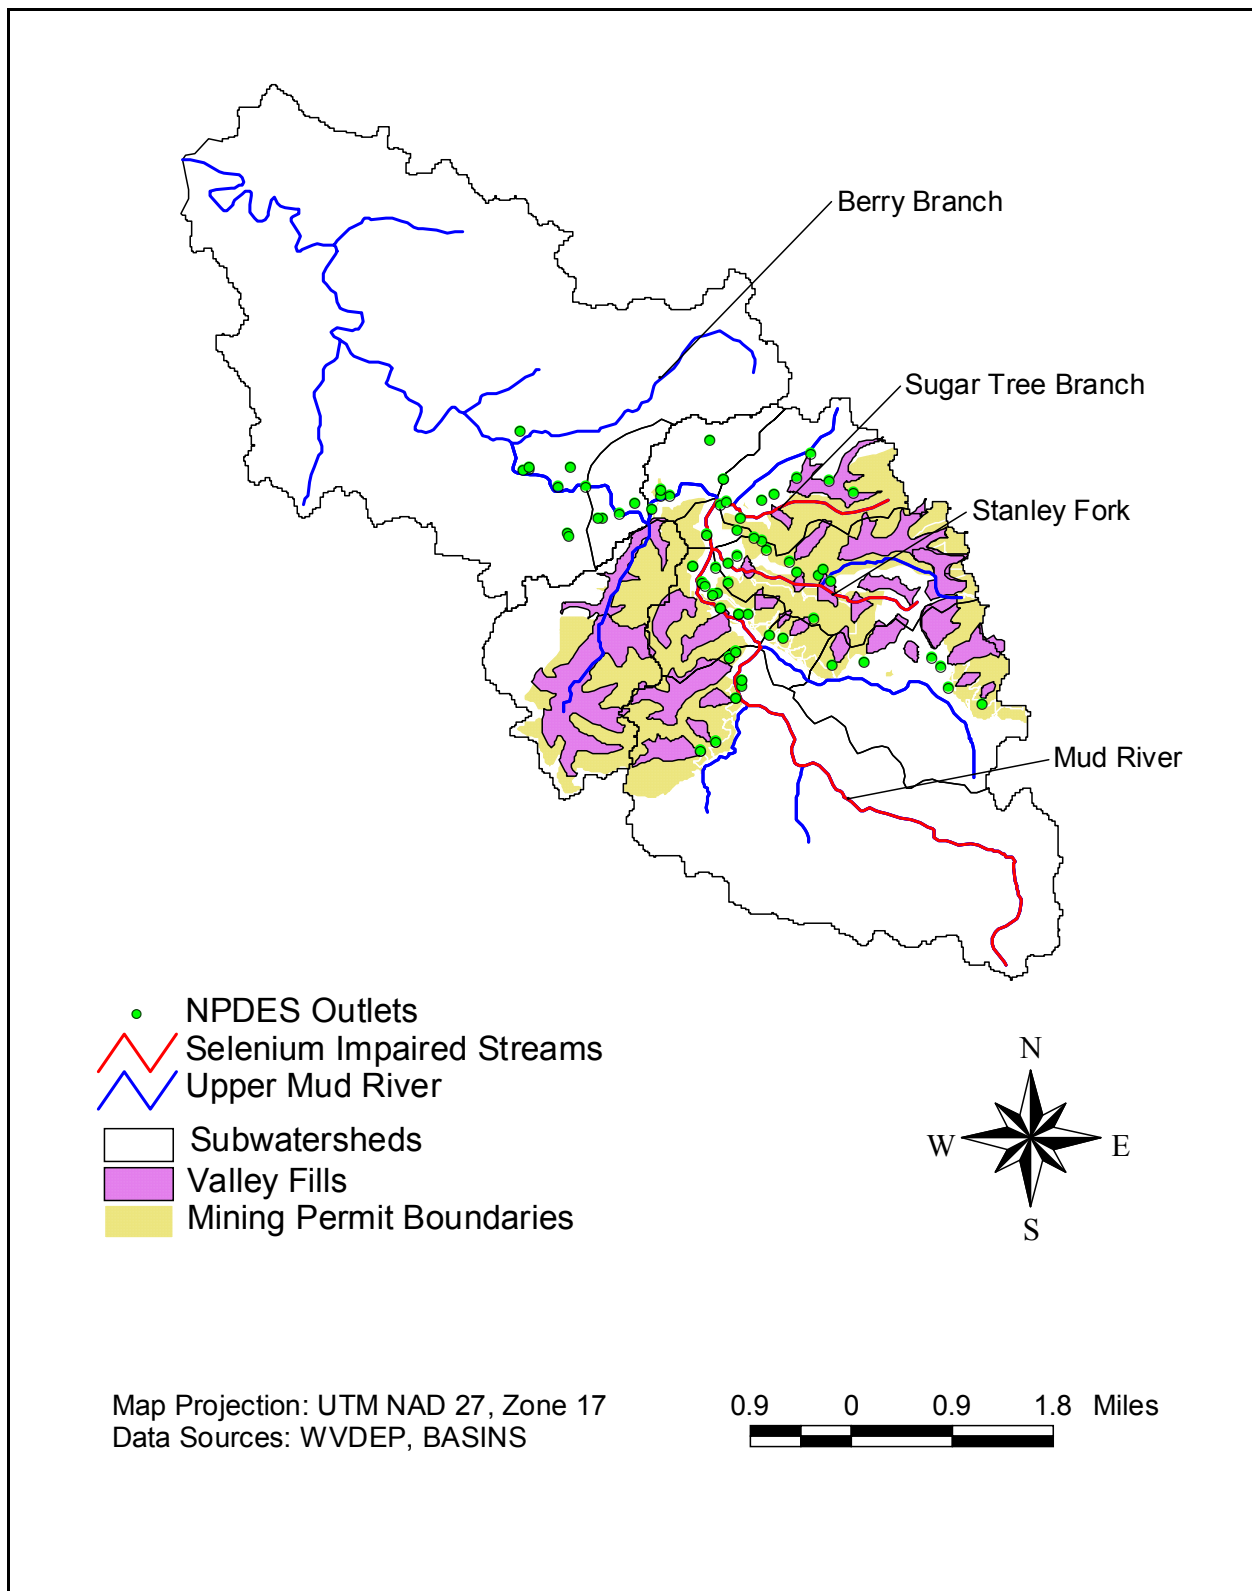 Berry Branch
Sugar Tree Branch
Stanley Fork
Mud River
NPDES Outlets
Selenium Impaired Streams
Upper Mud River
Subwatersheds
Valley Fills
Mining Permit Boundaries
N
W E
S
Map Projection: UTM NAD 27, Zone 17
Data Sources: WVDEP, BASINS
0.9 0 0.9 1.8 Miles